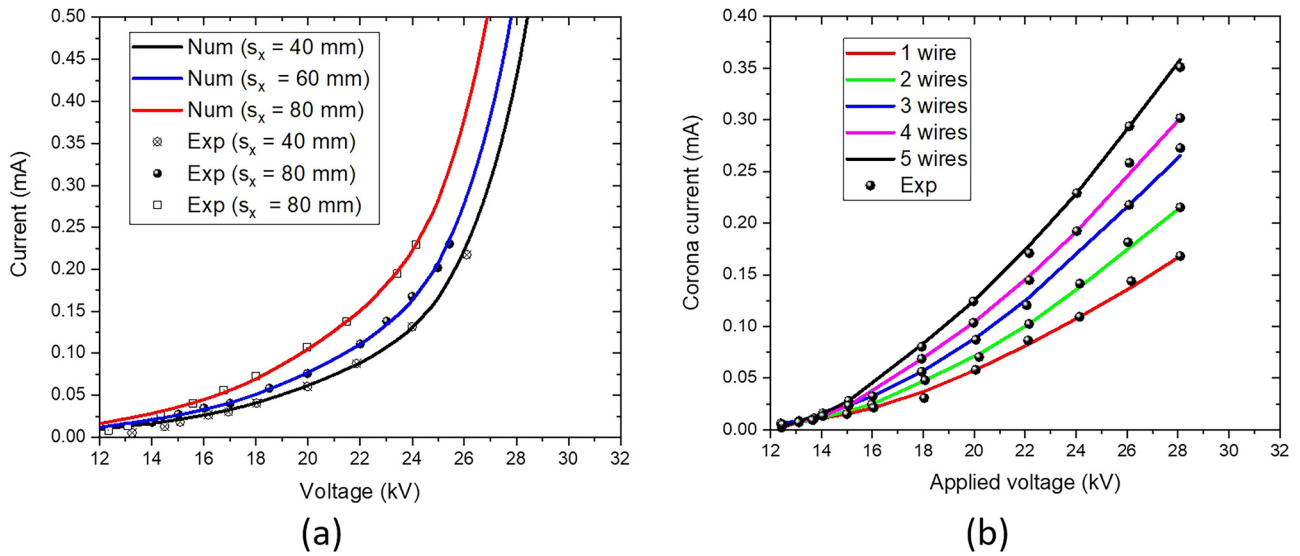 0.50
0.45
0.40
0.35
0.30
0.25
0.20
0.15
0.10
0.05
0.00
Current (mA)
Num (sx = 40 mm)
Num (sx = 60 mm)
Num (sx = 80 mm)
Exp (sx = 40 mm)
Exp (sx = 80 mm)
Exp (sx = 80 mm)
12 14 16 18 20 22 24 26 28 30 32
Voltage (kV)
(a)
0.40
0.35
0.30
0.25
0.20
0.15
0.10
0.05
0.00
Corona current (mA)
1 wire
2 wires
3 wires
4 wires
5 wires
Exp
12 14 16 18 20 22 24 26 28 30 32
Applied voltage (kV)
(b)